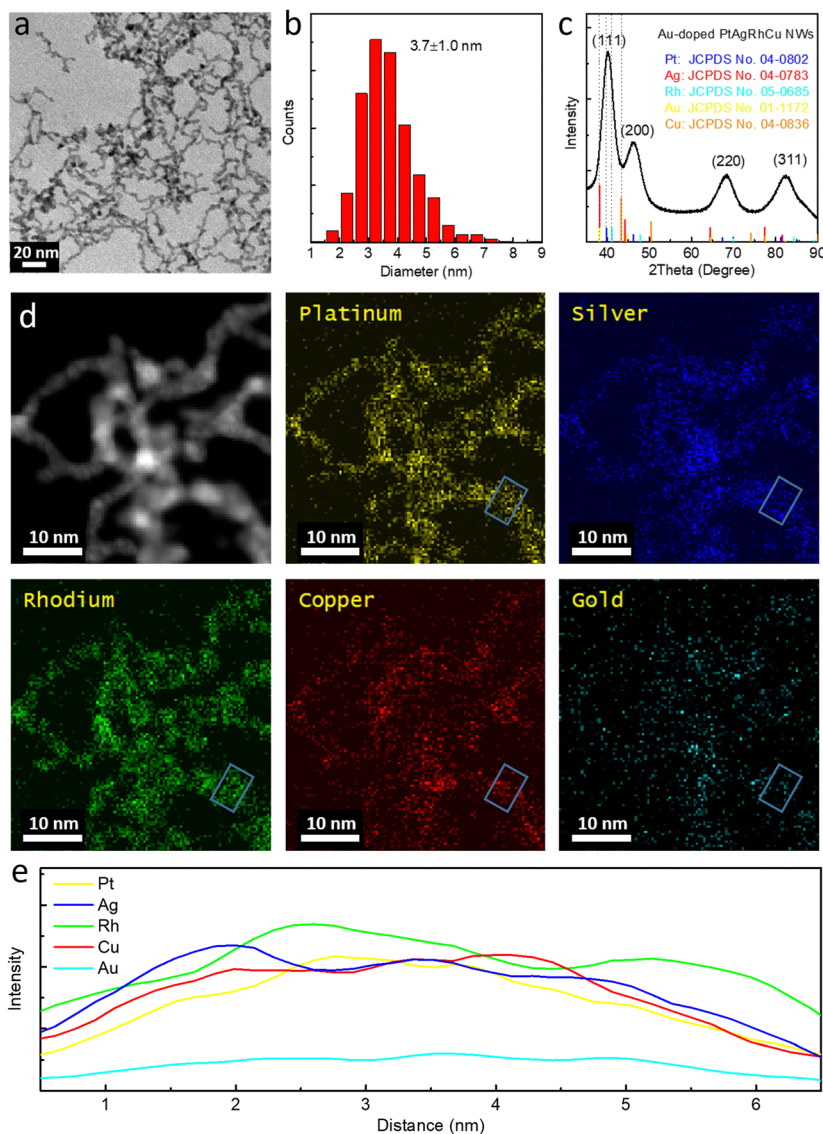 a
20 nm
b
3.7±1.0 nm
Counts
1 2 3 4 5 6 7 8 9
Diameter (nm)
c
Au-doped PtAgRhCu NWs
(111)
Pt: JCPDS No. 04-0802
Ag: JCPDS No. 04-0783
Rh: JCPDS No. 05-0685
Au: JCPDS No. 01-1172
Cu: JCPDS No. 04-0836
(200)
(220)
(311)
Intensity
40 50 60 70 80 90
2Theta (Degree)
d
10 nm
Platinum
10 nm
Silver
10 nm
Rhodium
10 nm
Copper
10 nm
Gold
10 nm
e
Pt
Ag
Rh
Cu
Au
Intensity
1 2 3 4 5 6
Distance (nm)